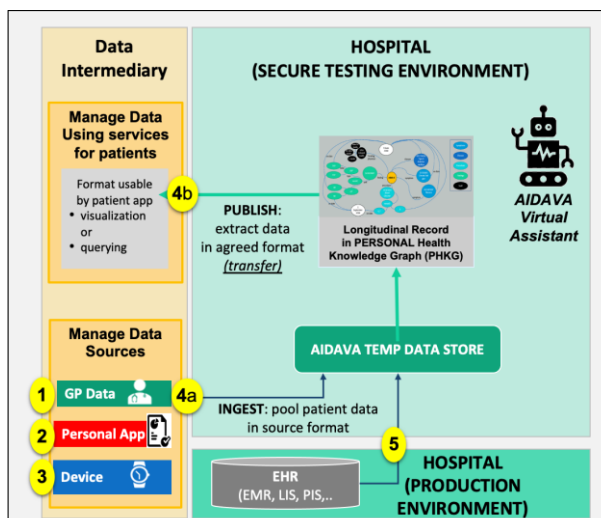 Data
Intermediary
HOSPITAL
(SECURE TESTING ENVIRONMENT)
Manage Data
Using services
for patients
Format usable
by patient app
• visualization
or
• querying
4b
PUBLISH:
extract data
in agreed format
(transfer)
Longitudinal Record
in PERSONAL Health
Knowledge Graph (PHKG)
AIDAVA
Virtual
Assistant
Manage Data
Sources
AIDAVA TEMP DATA STORE
1
GP Data
4a
INGEST: pool patient data
in source format
2
Personal App
3
Device
5
EHR
(EMR, LIS, PIS,..
HOSPITAL
(PRODUCTION
ENVIRONMENT)